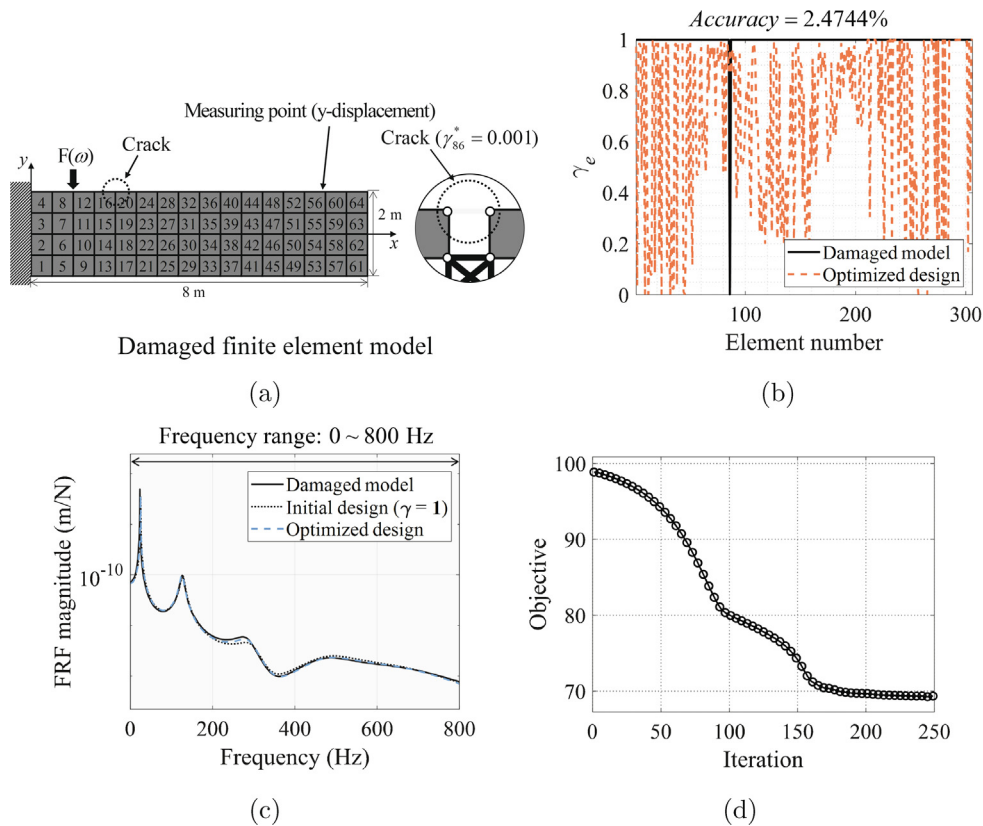 Measuring point (y-displacement)
Crack (γ*86 = 0.001)
F(ω)
Crack
y
4 8 12 16 20 24 28 32 36 40 44 48 52 56 60 64
3 7 11 15 19 23 27 31 35 39 43 47 51 55 59 63
2 6 10 14 18 22 26 30 34 38 42 46 50 54 58 62
1 5 9 13 17 21 25 29 33 37 41 45 49 53 57 61
2 m
x
8 m
Damaged finite element model
(a)
Accuracy = 2.4744%
1
0.8
0.6
0.4
0.2
0
γe
Damaged model
Optimized design
100 200 300
Element number
(b)
Frequency range: 0 ~ 800 Hz
Damaged model
Initial design (γ = 1)
Optimized design
10-10
FRF magnitude (m/N)
0 200 400 600 800
Frequency (Hz)
(c)
100
90
80
70
Objective
0 50 100 150 200 250
Iteration
(d)